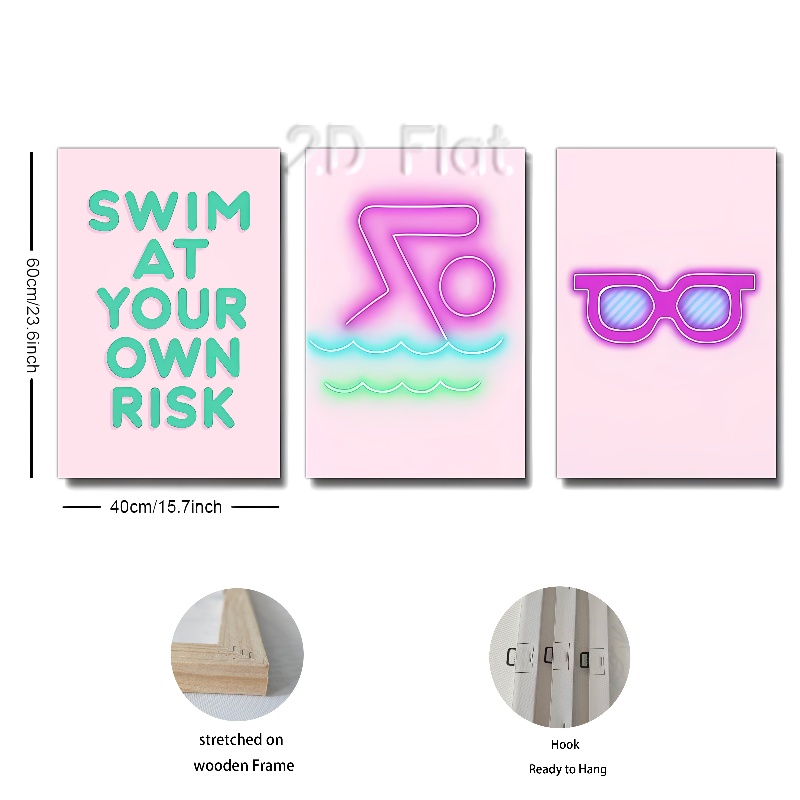 2D Flat
SWIM
AT
YOUR
OWN
RISK
60cm/23.6inch
40cm/15.7inch
stretched on
wooden Frame
Hook
Ready to Hang